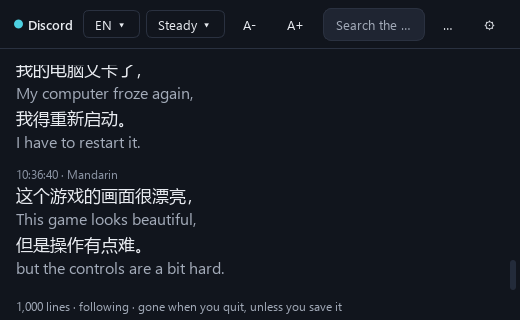 Discord EN ▾ Steady ▾ A- A+ Search the ... ... ⚙
我的电脑又卡了，
My computer froze again,
我得重新启动。
I have to restart it.
10:36:40 · Mandarin
这个游戏的画面很漂亮，
This game looks beautiful,
但是操作有点难。
but the controls are a bit hard.
1,000 lines · following · gone when you quit, unless you save it